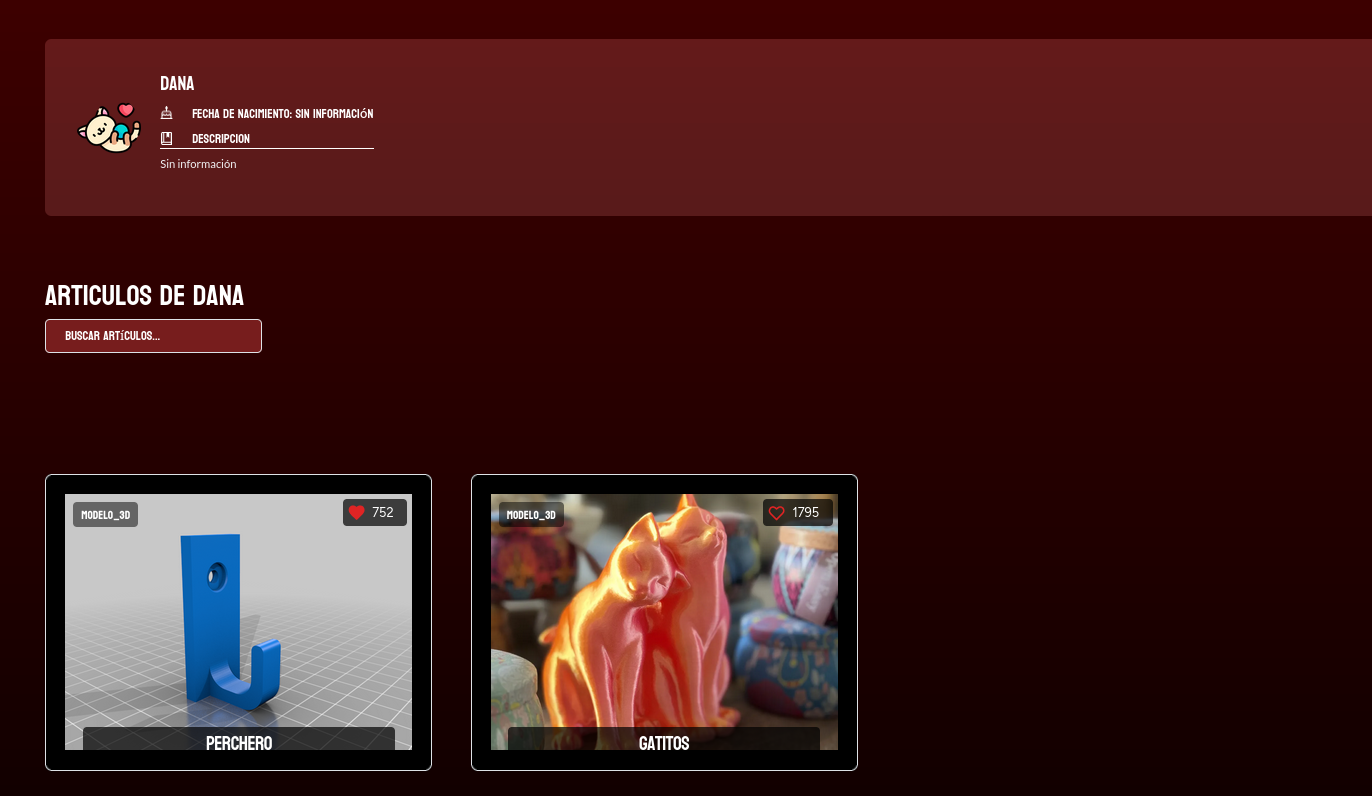 DANA
FECHA DE NACIMIENTO: SIN INFORMACIÓN
DESCRIPCION
Sin información
ARTICULOS DE DANA
BUSCAR ARTÍCULOS...
MODELO_3D
752
PERCHERO
MODELO_3D
1795
GATITOS